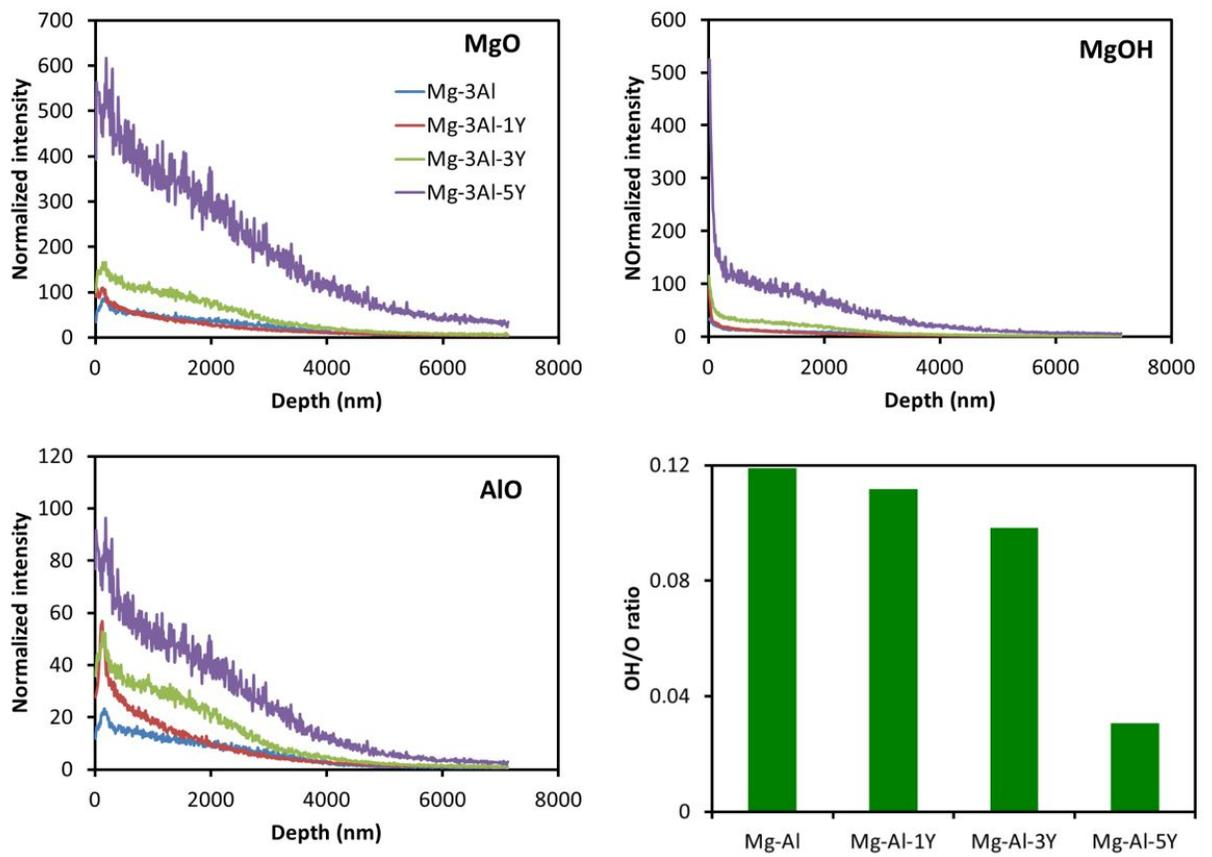 MgO
Normalized intensity
700
600
500
400
300
200
100
0
Mg-3Al
Mg-3Al-1Y
Mg-3Al-3Y
Mg-3Al-5Y
0 2000 4000 6000 8000
Depth (nm)
MgOH
NOrmalized intensity
600
500
400
300
200
100
0
0 2000 4000 6000 8000
Depth (nm)
AlO
Normalized intensity
120
100
80
60
40
20
0
0 2000 4000 6000 8000
Depth (nm)
OH/O ratio
0.12
0.08
0.04
0
Mg-Al Mg-Al-1Y Mg-Al-3Y Mg-Al-5Y